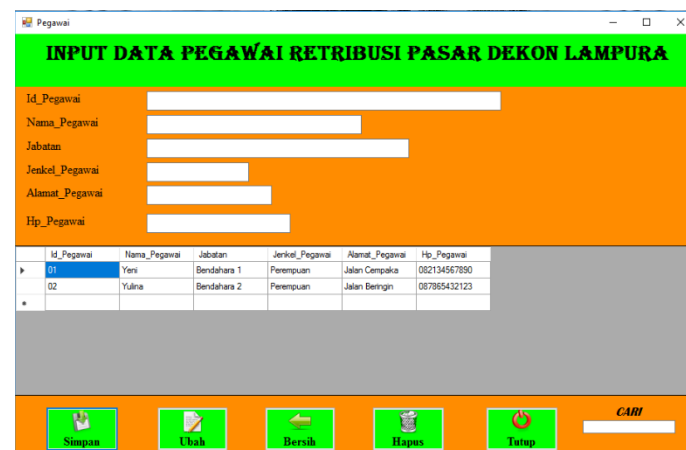 Pegawai
INPUT DATA PEGAWAI RETRIBUSI PASAR DEKON LAMPURA
Id_Pegawai
Nama_Pegawai
Jabatan
Jenkel_Pegawai
Alamat_Pegawai
Hp_Pegawai
Id_Pegawai Nama_Pegawai Jabatan Jenkel_Pegawai Alamat_Pegawai Hp_Pegawai
01 Yeni Bendahara 1 Perempuan Jalan Cempaka 082134567890
02 Yulina Bendahara 2 Perempuan Jalan Beringin 087865432123
CARI
Simpan Ubah Bersih Hapus Tutup